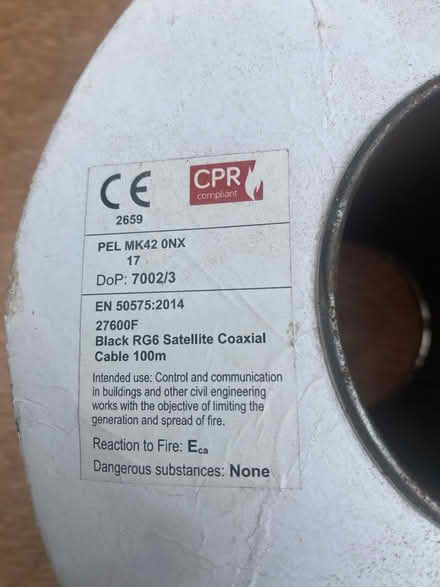 CE
2659
CPR
compliant
PEL MK42 0NX
17
DoP: 7002/3
EN 50575:2014
27600F
Black RG6 Satellite Coaxial
Cable 100m
Intended use: Control and communication
in buildings and other civil engineering
works with the objective of limiting the
generation and spread of fire.
Reaction to Fire: Eca
Dangerous substances: None